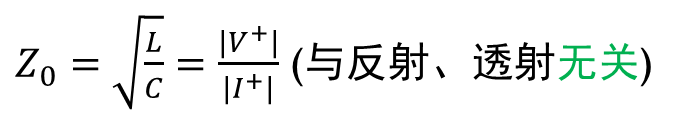 Z₀ = √(L/C) = |V⁺|/|I⁺| (与反射、透射无关)